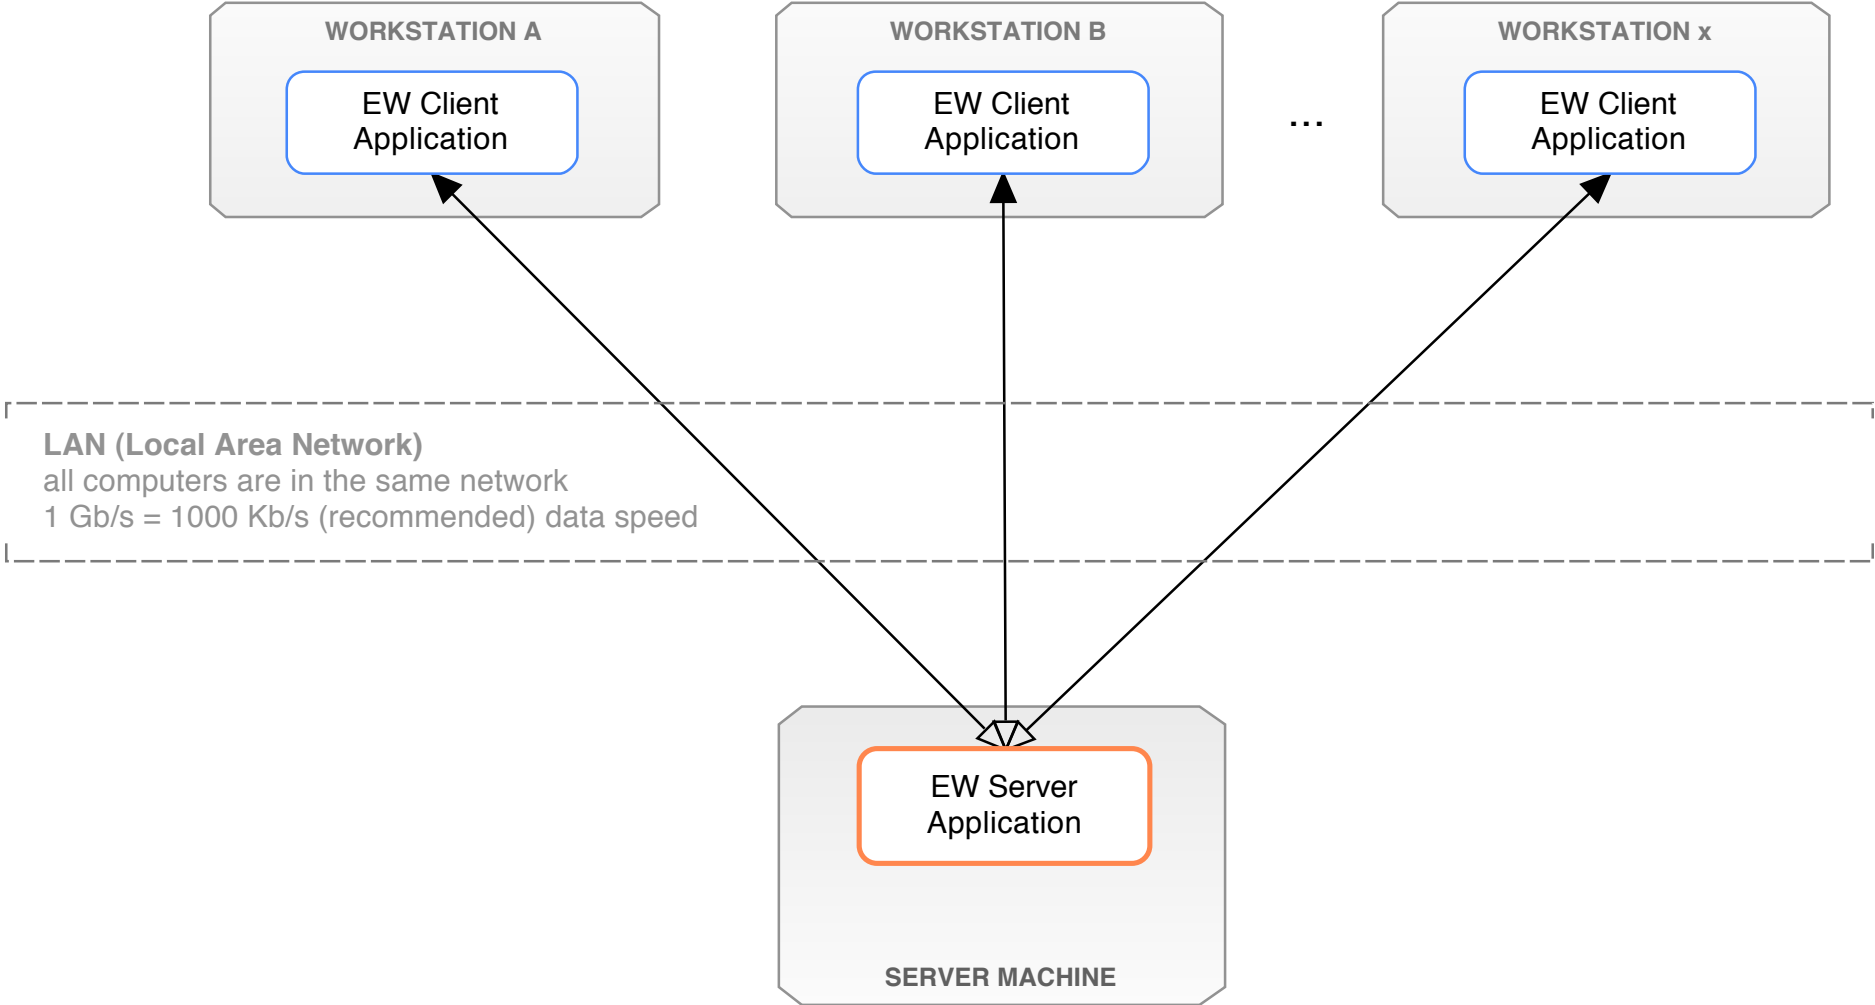 WORKSTATION A
EW Client
Application
WORKSTATION B
EW Client
Application
...
WORKSTATION x
EW Client
Application
LAN (Local Area Network)
all computers are in the same network
1 Gb/s = 1000 Kb/s (recommended) data speed
EW Server
Application
SERVER MACHINE